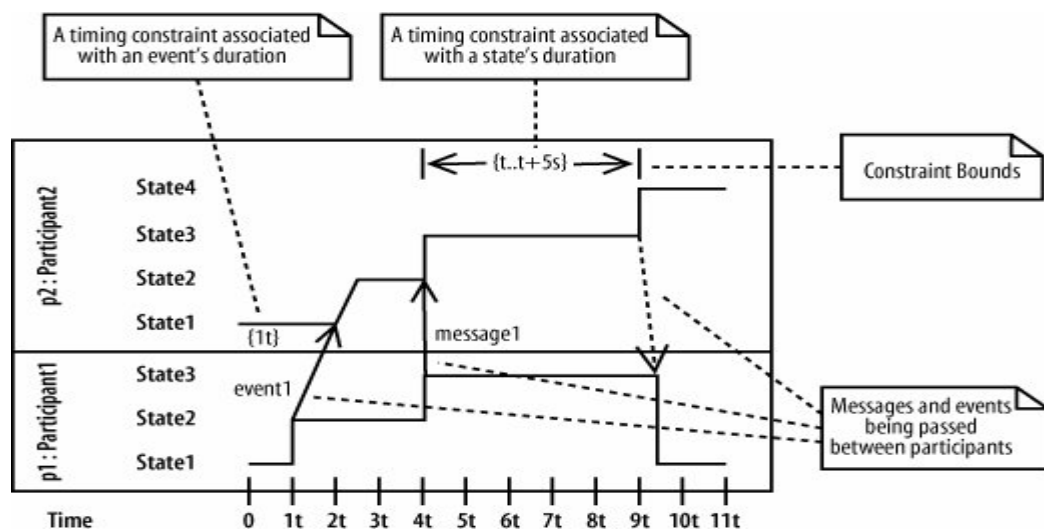 A timing constraint associated
with an event's duration
A timing constraint associated
with a state's duration
{t..t+5s}
Constraint Bounds
p2: Participant2
State4
State3
State2
State1
{1t}
message1
p1: Participant1
State3
event1
State2
State1
Messages and events
being passed
between participants
Time 0 1t 2t 3t 4t 5t 6t 7t 8t 9t 10t 11t